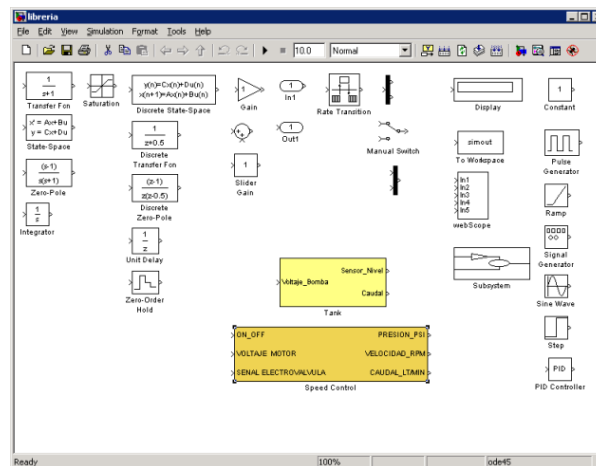 libreria
File Edit View Simulation Format Tools Help
10.0 Normal
1
s+1
Transfer Fcn
Saturation
y(n)=Cx(n)+Du(n)
x(n+1)=Ax(n)+Bu(n)
Discrete State-Space
1
Gain
1
In1
Rate Transition
Display
1
Constant
x' = Ax+Bu
y = Cx+Du
State-Space
1
z+0.5
Discrete
Transfer Fcn
1
Out1
Manual Switch
simout
To Workspace
Pulse
Generator
(s-1)
s(s+1)
Zero-Pole
(z-1)
z(z-0.5)
Discrete
Zero-Pole
1
Slider
Gain
In1
In2
In3
In4
In5
webScope
Ramp
1
s
Integrator
1
z
Unit Delay
Signal
Generator
Zero-Order
Hold
Voltaje_Bomba
Sensor_Nivel
Caudal
Tank
Subsystem
Sine Wave
ON_OFF
VOLTAJE MOTOR
SENAL ELECTROVALVULA
PRESION_PSI
VELOCIDAD_RPM
CAUDAL_LT/MIN
Speed Control
Step
PID
PID Controller
Ready 100% ode45